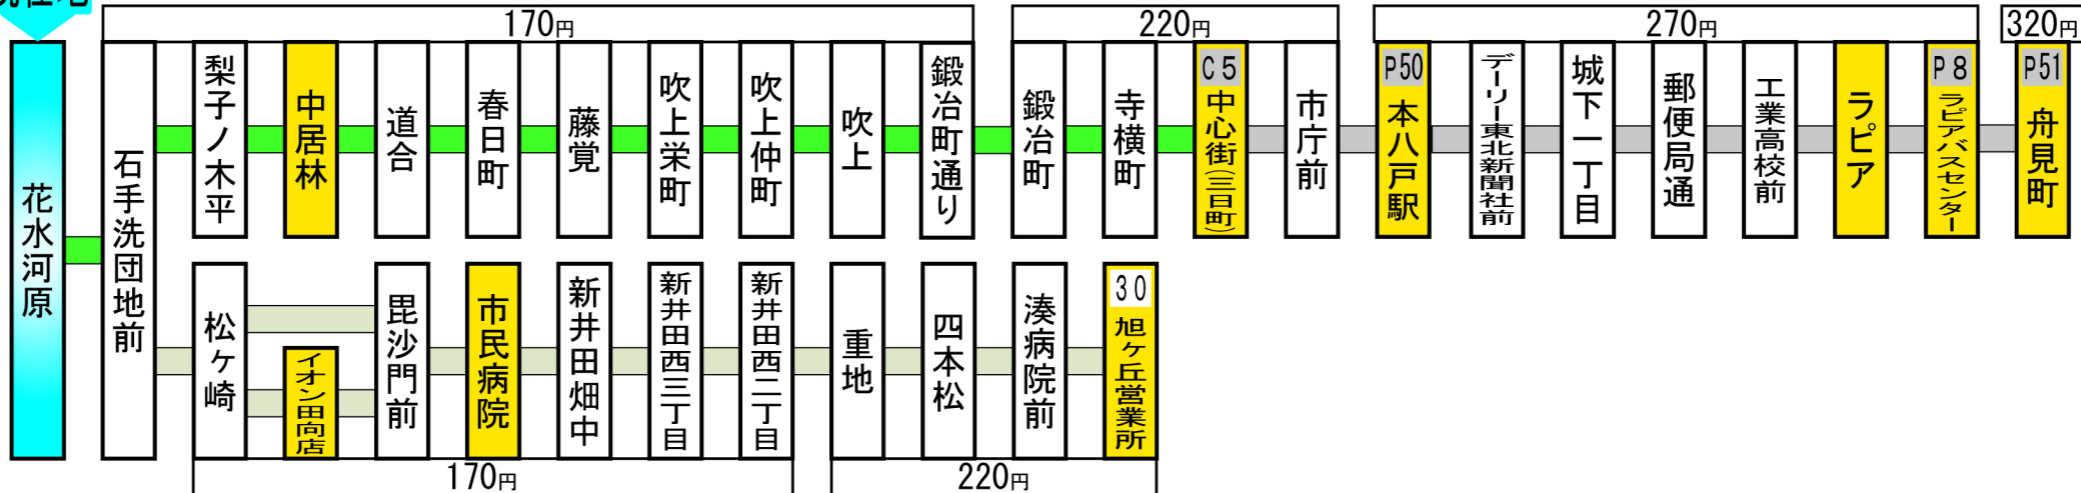 現在地
170円
220円
270円
320円
花水河原
石手洗団地前
梨子ノ木平
中居林
道合
春日町
藤覚
吹上栄町
吹上仲町
吹上
鍛冶町通り
鍛冶町
寺横町
C5 中心街(三日町)
市庁前
P50 本八戸駅
デーリー東北新聞社前
城下一丁目
郵便局通
工業高校前
ラピア
P8 ラピアバスセンター
P51 舟見町
松ヶ崎
イオン田向店
毘沙門前
市民病院
新井田畑中
新井田西三丁目
新井田西二丁目
重地
四本松
湊病院前
30 旭ヶ丘営業所
170円
220円